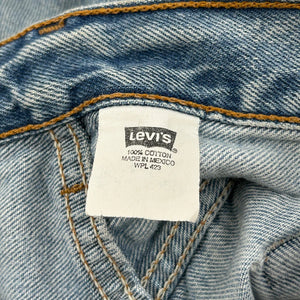 Levi's®
100% COTTON
MADE IN MEXICO
WPL 423